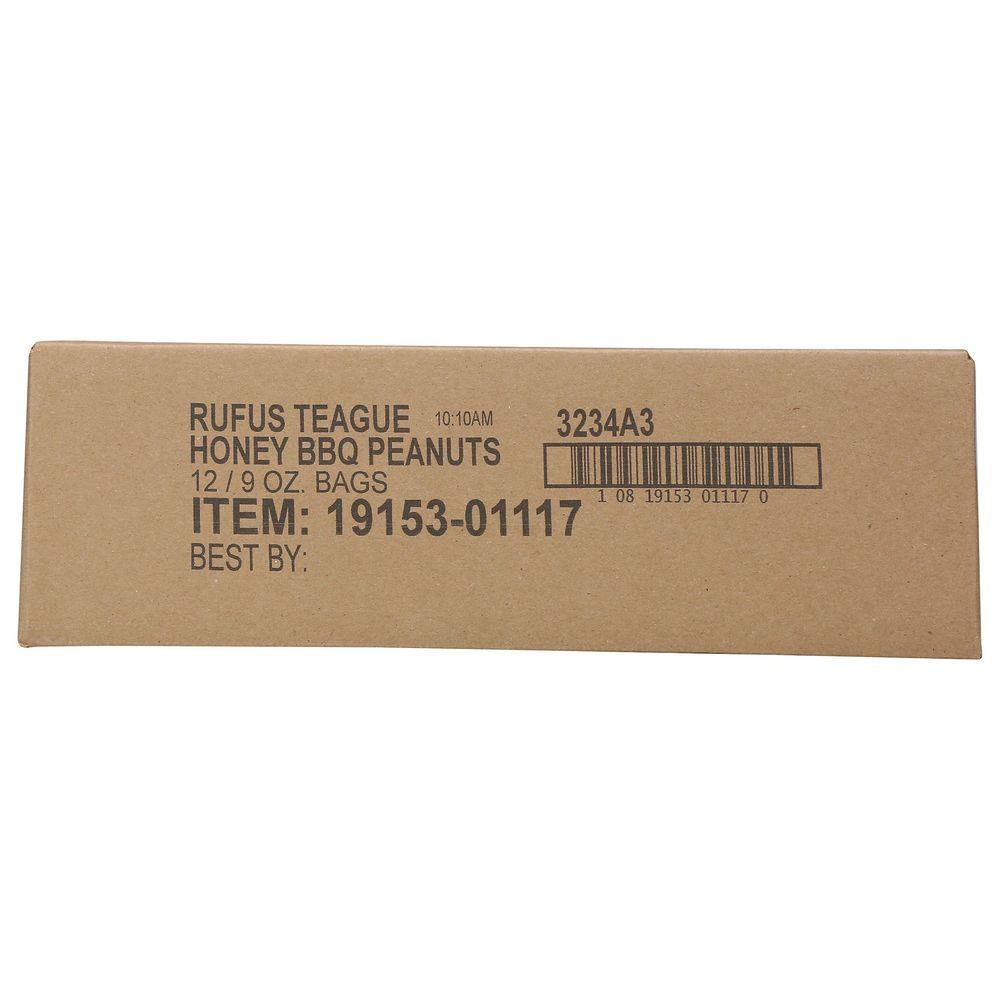 RUFUS TEAGUE 10:10AM 3234A3
HONEY BBQ PEANUTS
12 / 9 OZ. BAGS
1 08 19153 01117 0
ITEM: 19153-01117
BEST BY: